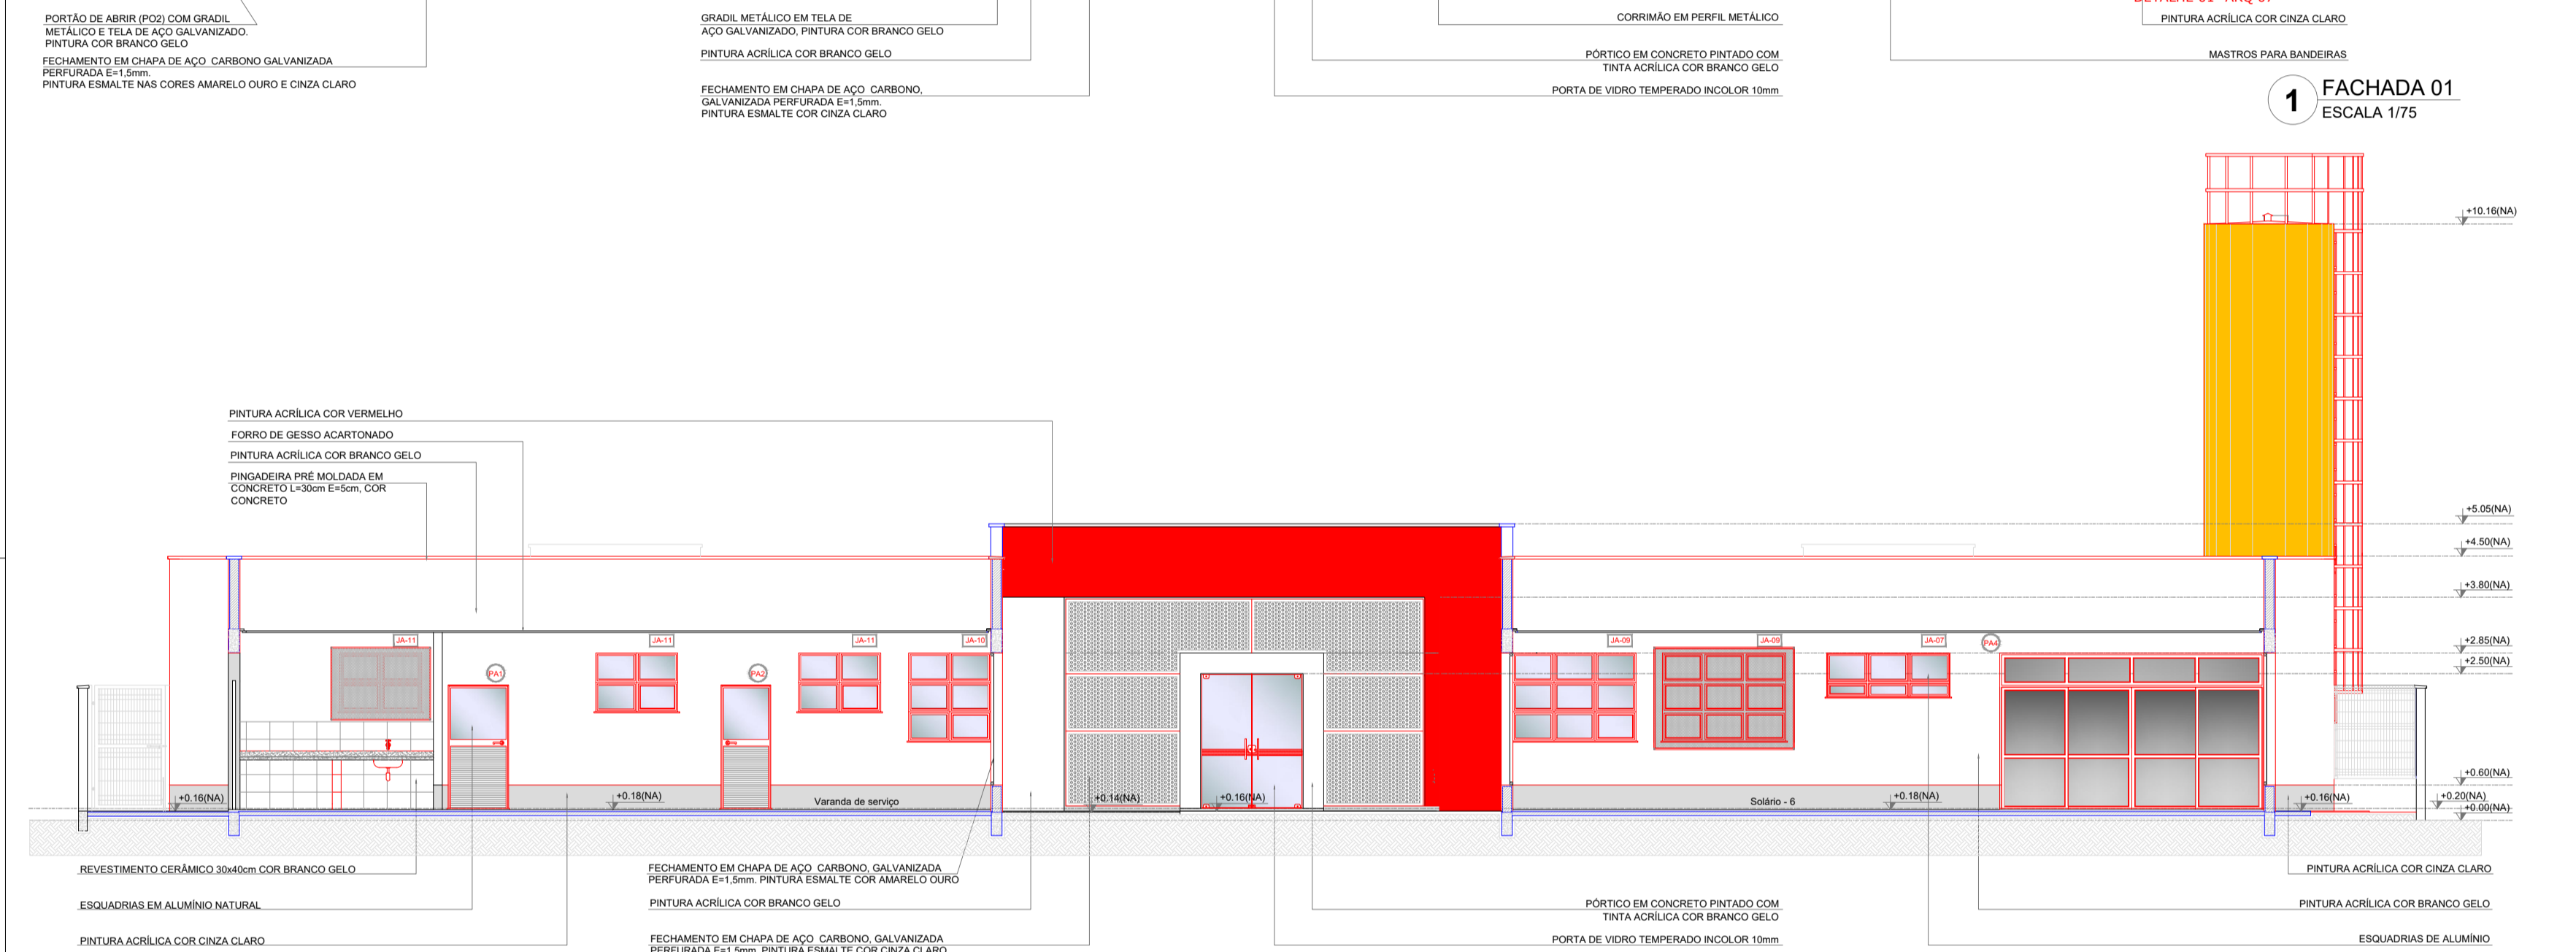 PORTÃO DE ABRIR (PO2) COM GRADIL
METÁLICO E TELA DE AÇO GALVANIZADO.
PINTURA COR BRANCO GELO
FECHAMENTO EM CHAPA DE AÇO CARBONO GALVANIZADA
PERFURADA E=1,5mm.
PINTURA ESMALTE NAS CORES AMARELO OURO E CINZA CLARO
GRADIL METÁLICO EM TELA DE
AÇO GALVANIZADO, PINTURA COR BRANCO GELO
PINTURA ACRÍLICA COR BRANCO GELO
FECHAMENTO EM CHAPA DE AÇO CARBONO,
GALVANIZADA PERFURADA E=1,5mm.
PINTURA ESMALTE COR CINZA CLARO
CORRIMÃO EM PERFIL METÁLICO
PÓRTICO EM CONCRETO PINTADO COM
TINTA ACRÍLICA COR BRANCO GELO
PORTA DE VIDRO TEMPERADO INCOLOR 10mm
PINTURA ACRÍLICA COR CINZA CLARO
MASTROS PARA BANDEIRAS
1 FACHADA 01
ESCALA 1/75
+10.16(NA)
PINTURA ACRÍLICA COR VERMELHO
FORRO DE GESSO ACARTONADO
PINTURA ACRÍLICA COR BRANCO GELO
PINGADEIRA PRÉ MOLDADA EM
CONCRETO L=30cm E=5cm, COR
CONCRETO
+5.05(NA)
+4.50(NA)
+3.80(NA)
JA-11
JA-11
JA-11
JA-10
JA-09
JA-09
JA-07
PA4
+2.85(NA)
+2.50(NA)
PA1
PA2
+0.60(NA)
+0.16(NA)
+0.18(NA)
Varanda de serviço
+0.14(NA)
+0.16(NA)
Solário - 6
+0.18(NA)
+0.16(NA)
+0.20(NA)
+0.00(NA)
REVESTIMENTO CERÂMICO 30x40cm COR BRANCO GELO
ESQUADRIAS EM ALUMÍNIO NATURAL
PINTURA ACRÍLICA COR CINZA CLARO
FECHAMENTO EM CHAPA DE AÇO CARBONO, GALVANIZADA
PERFURADA E=1,5mm. PINTURA ESMALTE COR AMARELO OURO
PINTURA ACRÍLICA COR BRANCO GELO
FECHAMENTO EM CHAPA DE AÇO CARBONO, GALVANIZADA
PERFURADA E=1,5mm. PINTURA ESMALTE COR CINZA CLARO
PÓRTICO EM CONCRETO PINTADO COM
TINTA ACRÍLICA COR BRANCO GELO
PORTA DE VIDRO TEMPERADO INCOLOR 10mm
PINTURA ACRÍLICA COR CINZA CLARO
PINTURA ACRÍLICA COR BRANCO GELO
ESQUADRIAS DE ALUMÍNIO